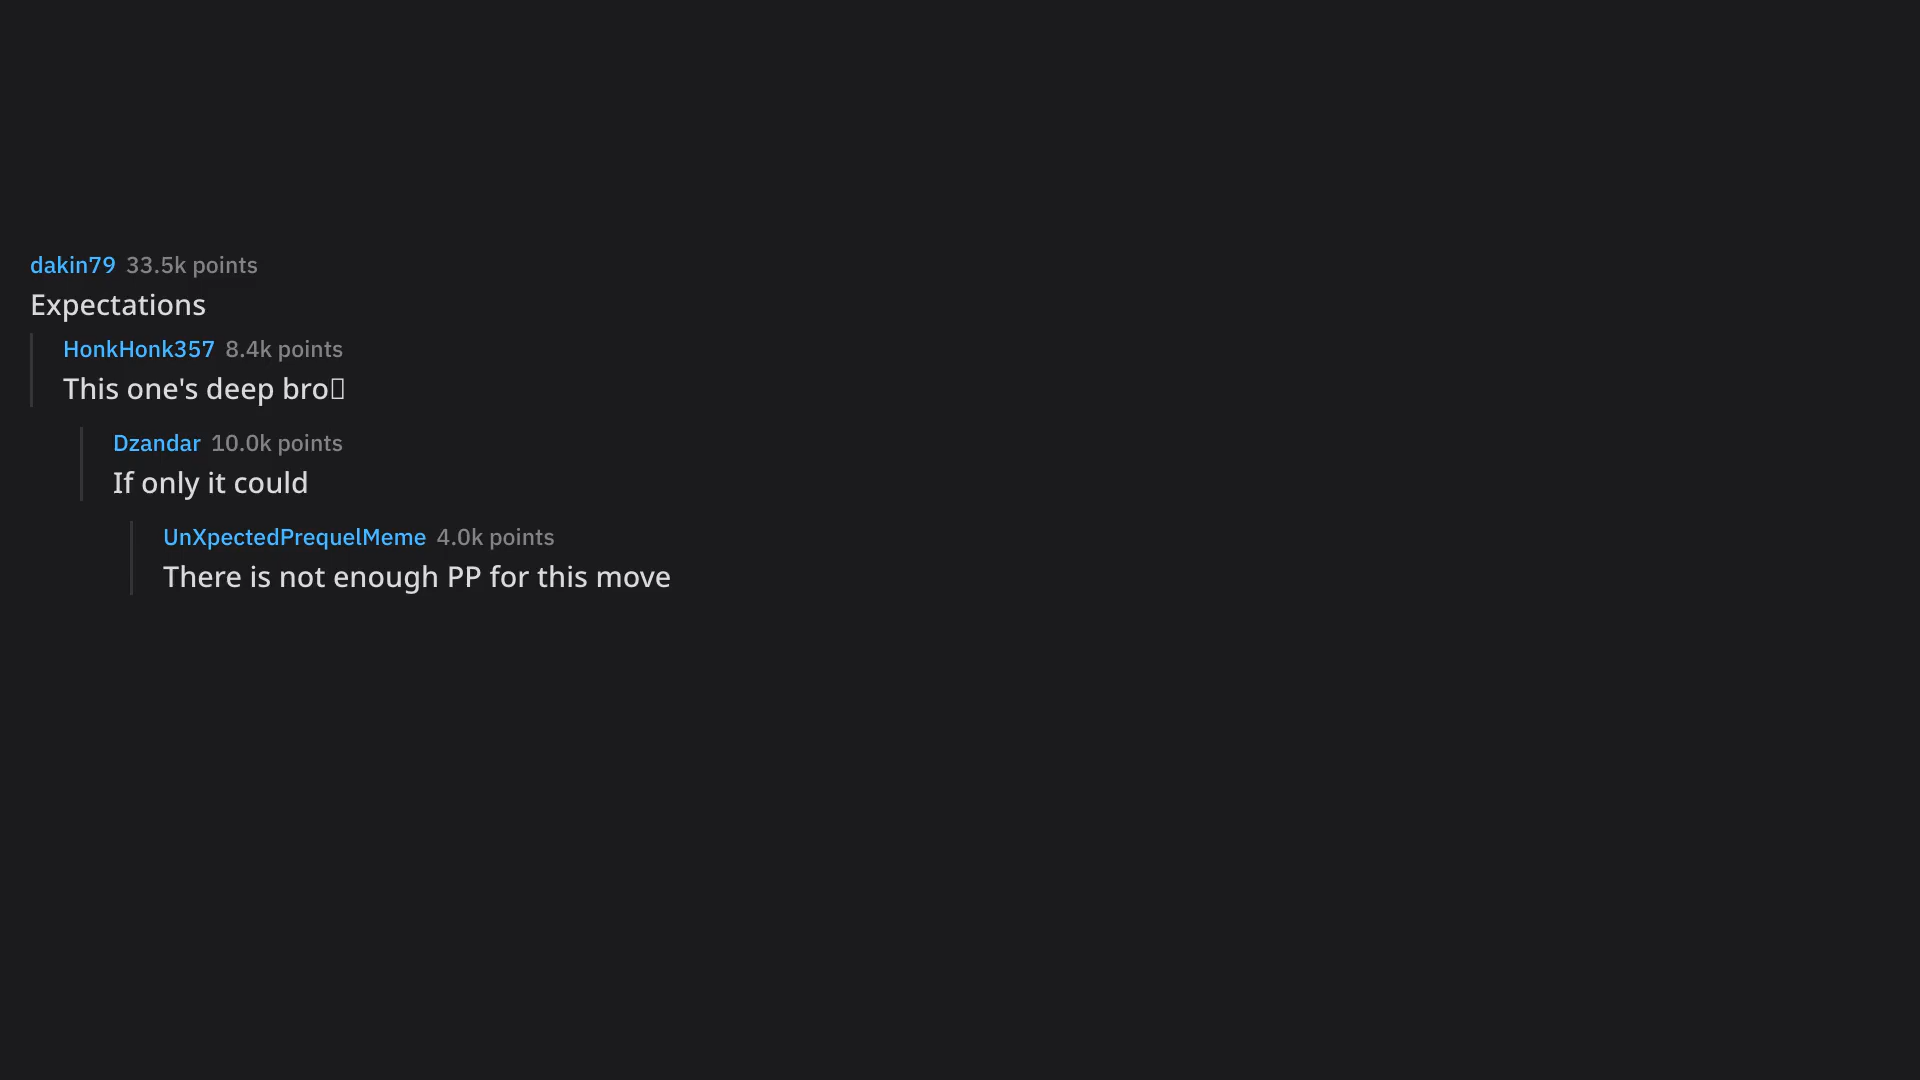 dakin79 33.5k points
Expectations
HonkHonk357 8.4k points
This one's deep bro▯
Dzandar 10.0k points
If only it could
UnXpectedPrequelMeme 4.0k points
There is not enough PP for this move